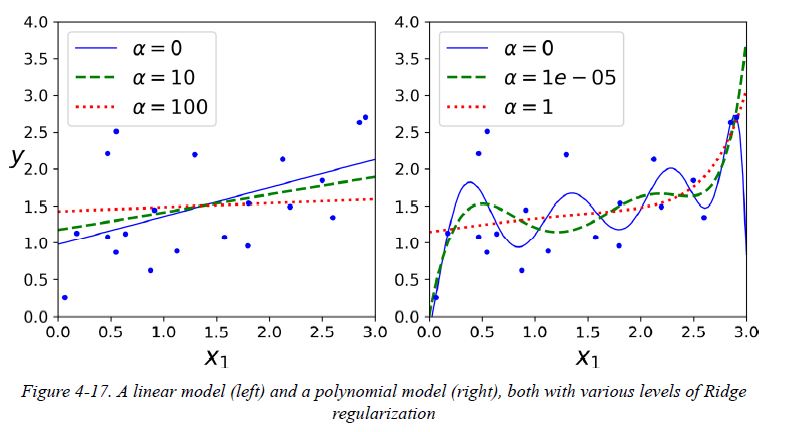 4.0
3.5
3.0
2.5
2.0
1.5
1.0
0.5
0.0
y
α = 0
α = 10
α = 100
0.0 0.5 1.0 1.5 2.0 2.5 3.0
x₁
4.0
3.5
3.0
2.5
2.0
1.5
1.0
0.5
0.0
α = 0
α = 1e − 05
α = 1
0.0 0.5 1.0 1.5 2.0 2.5 3.0
x₁
Figure 4-17. A linear model (left) and a polynomial model (right), both with various levels of Ridge
regularization